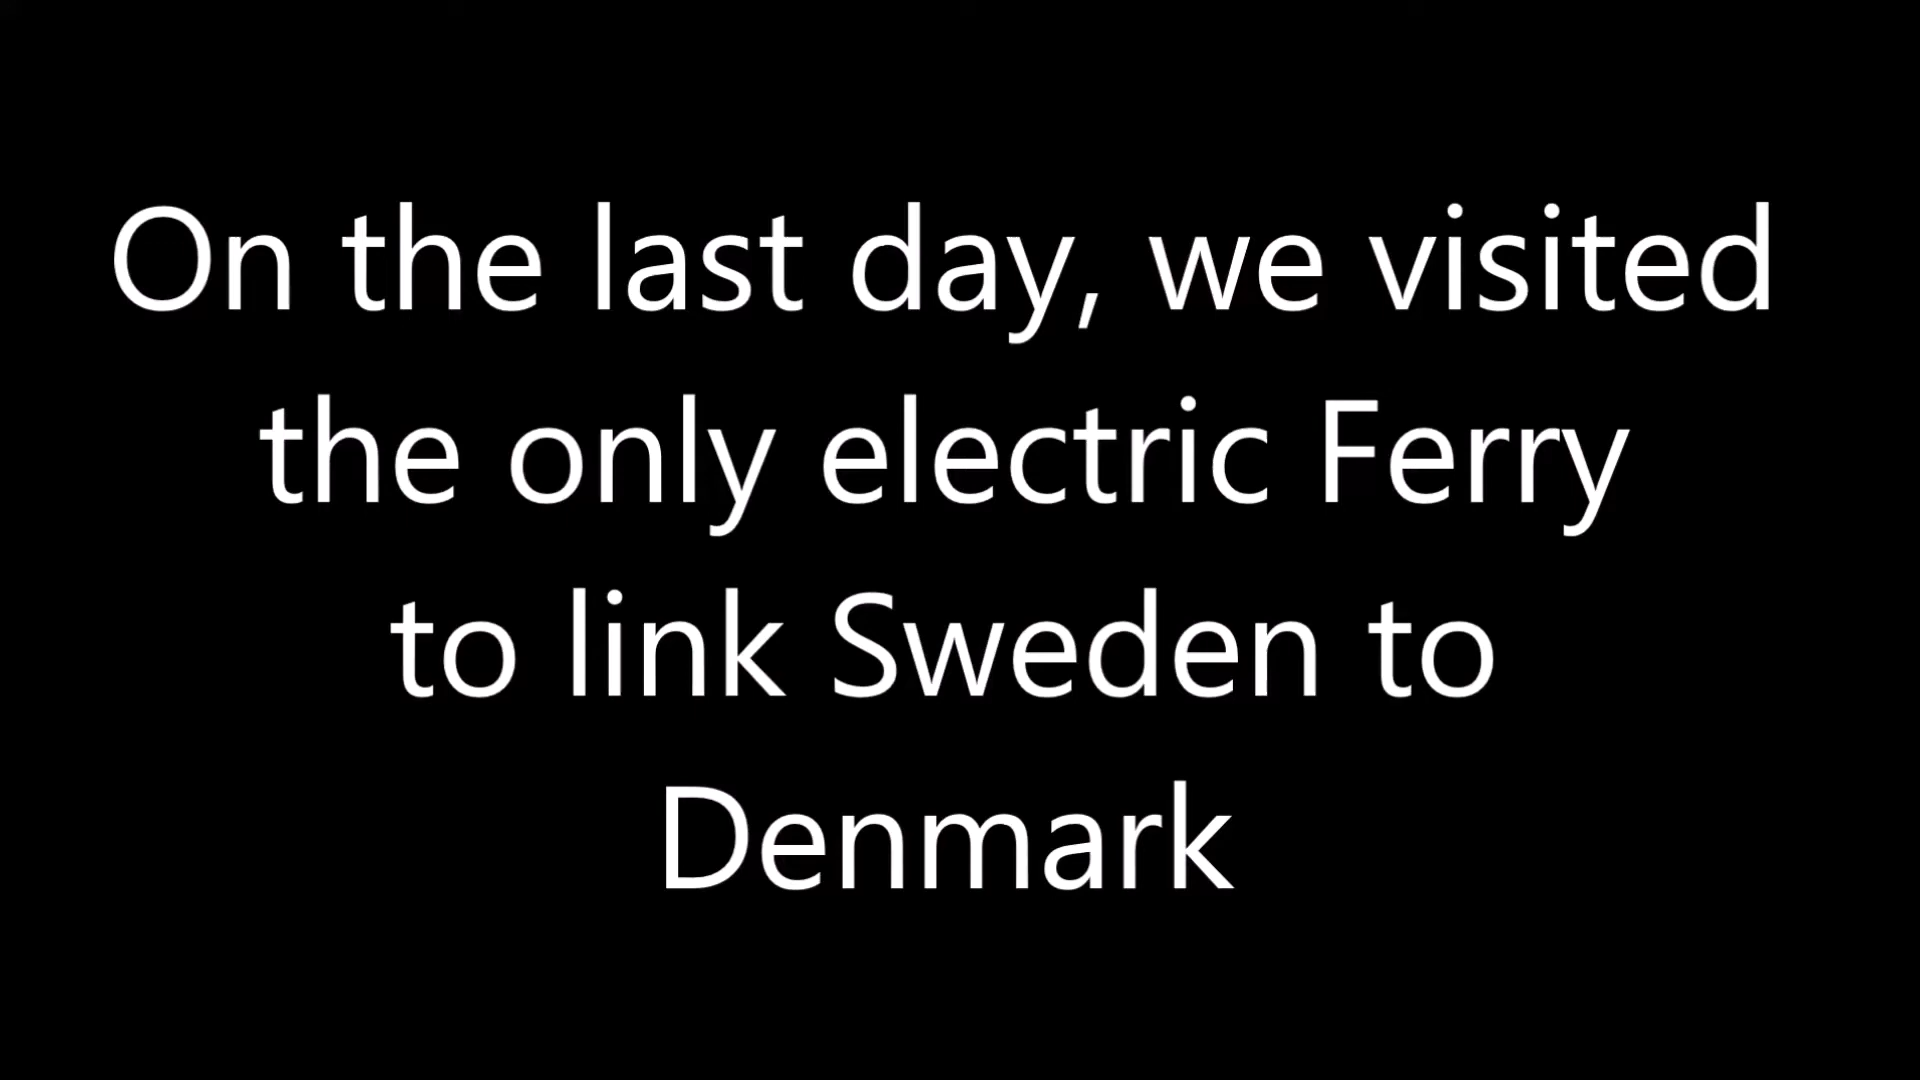 On the last day, we visited
the only electric Ferry
to link Sweden to
Denmark